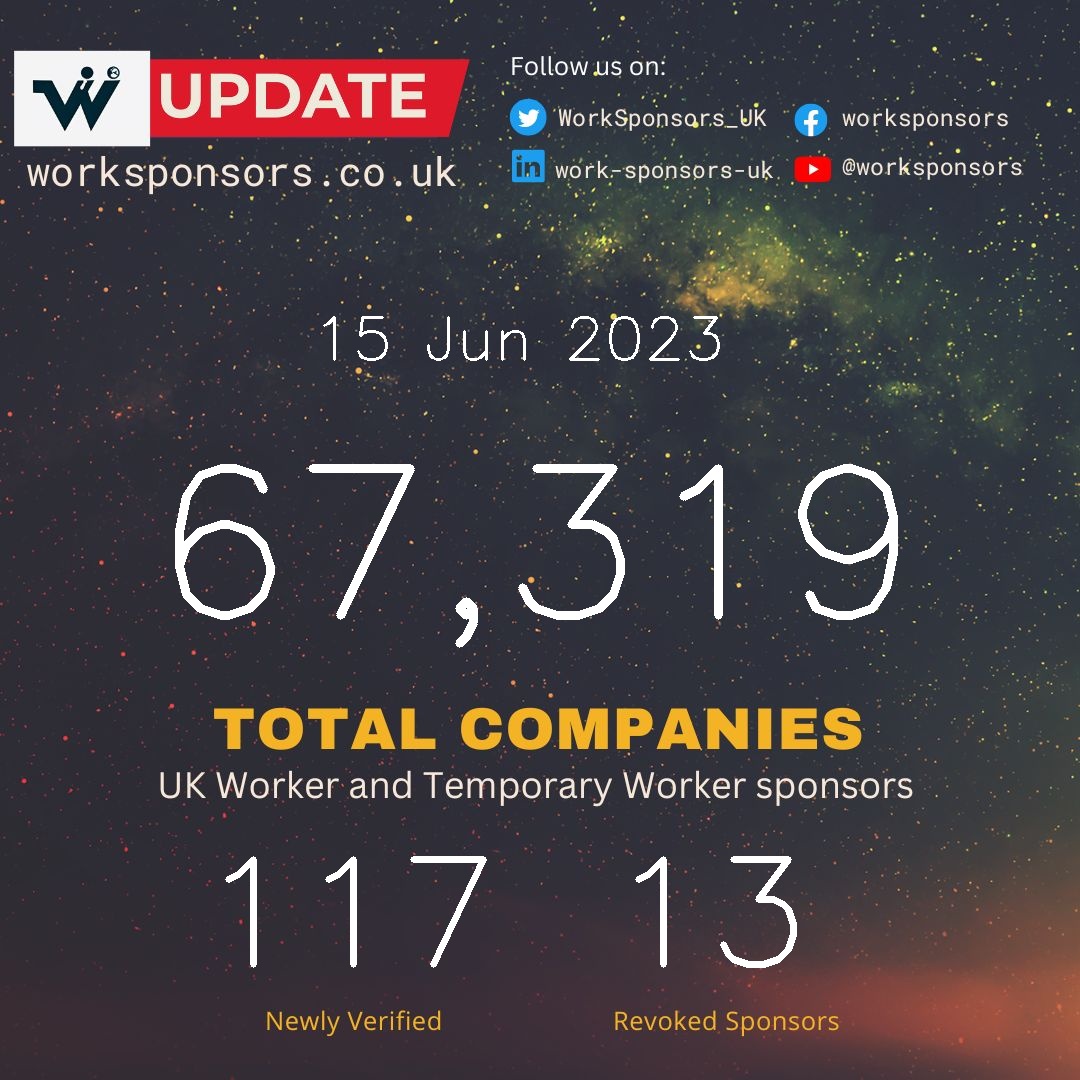 UPDATE
worksponsors.co.uk
Follow us on:
WorkSponsors_UK
worksponsors
work-sponsors-uk
@worksponsors
15 Jun 2023
67,319
TOTAL COMPANIES
UK Worker and Temporary Worker sponsors
117 13
Newly Verified Revoked Sponsors